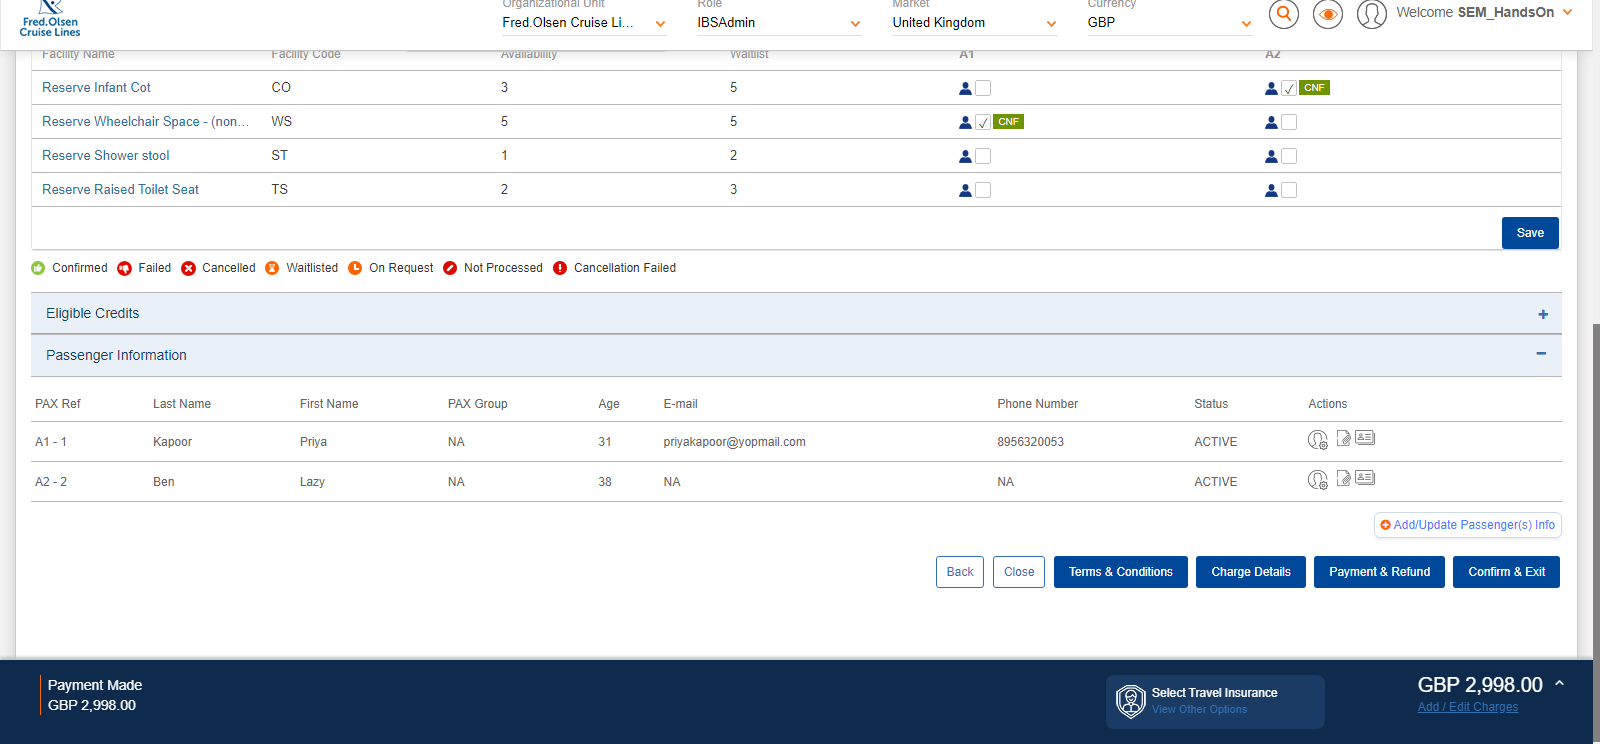 Fred.Olsen
Cruise Lines
Organizational Unit
Fred.Olsen Cruise Li...
Role
IBSAdmin
Market
United Kingdom
Currency
GBP
Welcome SEM_HandsOn
Facility Name Facility Code Availability Waitlist A1 A2
Reserve Infant Cot CO 3 5 CNF
Reserve Wheelchair Space - (non... WS 5 5 CNF
Reserve Shower stool ST 1 2
Reserve Raised Toilet Seat TS 2 3
Save
Confirmed Failed Cancelled Waitlisted On Request Not Processed Cancellation Failed
Eligible Credits
Passenger Information
PAX Ref Last Name First Name PAX Group Age E-mail Phone Number Status Actions
A1 - 1 Kapoor Priya NA 31 priyakapoor@yopmail.com 8956320053 ACTIVE
A2 - 2 Ben Lazy NA 38 NA NA ACTIVE
Add/Update Passenger(s) Info
Back Close Terms & Conditions Charge Details Payment & Refund Confirm & Exit
Payment Made
GBP 2,998.00
Select Travel Insurance
View Other Options
GBP 2,998.00
Add / Edit Charges